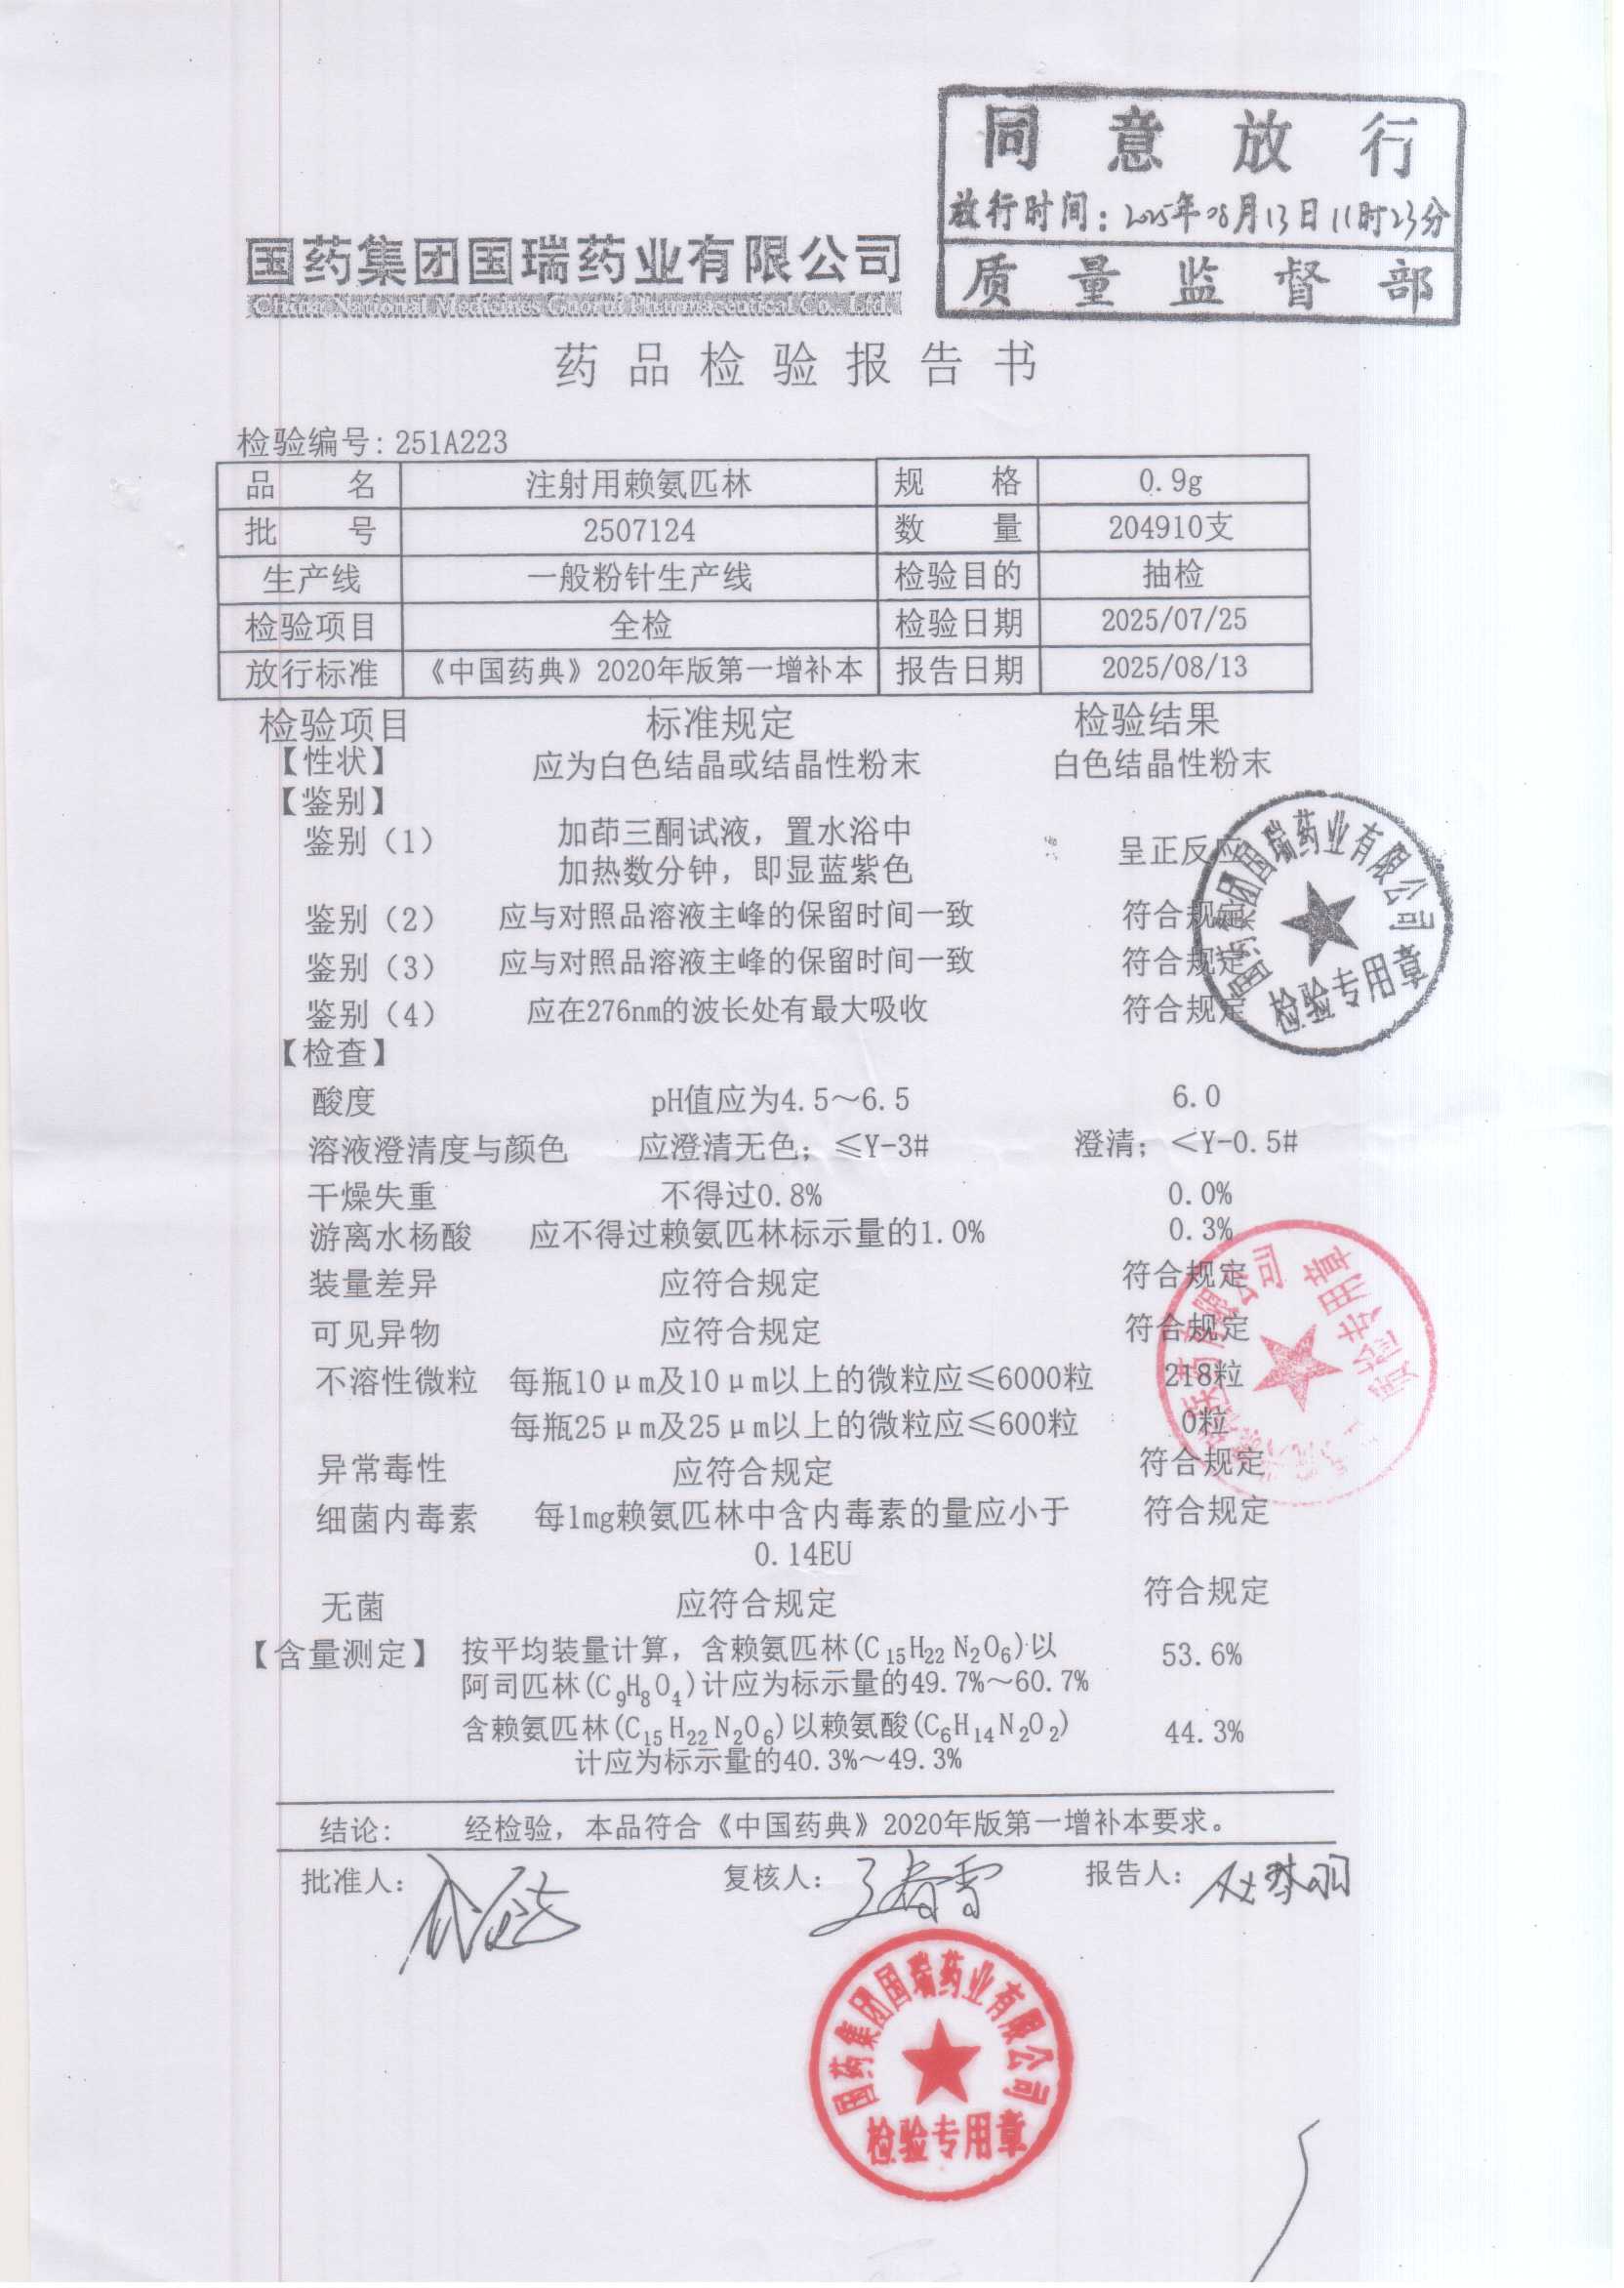 同意放行
放行时间：2025年08月13日11时23分
质量监督部
国药集团国瑞药业有限公司
China National Medicines Guorui Pharmaceutical Co., Ltd.
药品检验报告书
检验编号: 251A223
品名 注射用赖氨匹林 规格 0.9g
批号 2507124 数量 204910支
生产线 一般粉针生产线 检验目的 抽检
检验项目 全检 检验日期 2025/07/25
放行标准 《中国药典》2020年版第一增补本 报告日期 2025/08/13
检验项目 标准规定 检验结果
【性状】 应为白色结晶或结晶性粉末 白色结晶性粉末
【鉴别】
鉴别（1） 加茚三酮试液，置水浴中 呈正反应
加热数分钟，即显蓝紫色
鉴别（2） 应与对照品溶液主峰的保留时间一致 符合规定
鉴别（3） 应与对照品溶液主峰的保留时间一致 符合规定
鉴别（4） 应在276nm的波长处有最大吸收 符合规定
国药集团国瑞药业有限公司
检验专用章
【检查】
酸度 pH值应为4.5～6.5 6.0
溶液澄清度与颜色 应澄清无色；≤Y-3# 澄清；<Y-0.5#
干燥失重 不得过0.8% 0.0%
游离水杨酸 应不得过赖氨匹林标示量的1.0% 0.3%
装量差异 应符合规定 符合规定
可见异物 应符合规定 符合规定
不溶性微粒 每瓶10μm及10μm以上的微粒应≤6000粒 218粒
每瓶25μm及25μm以上的微粒应≤600粒 0粒
异常毒性 应符合规定 符合规定
细菌内毒素 每1mg赖氨匹林中含内毒素的量应小于 符合规定
0.14EU
无菌 应符合规定 符合规定
【含量测定】 按平均装量计算，含赖氨匹林(C₁₅H₂₂N₂O₆)以 53.6%
阿司匹林(C₉H₈O₄)计应为标示量的49.7%～60.7%
含赖氨匹林(C₁₅H₂₂N₂O₆)以赖氨酸(C₆H₁₄N₂O₂) 44.3%
计应为标示量的40.3%～49.3%
结论: 经检验，本品符合《中国药典》2020年版第一增补本要求。
批准人： 复核人： 报告人：
国药集团国瑞药业有限公司
检验专用章